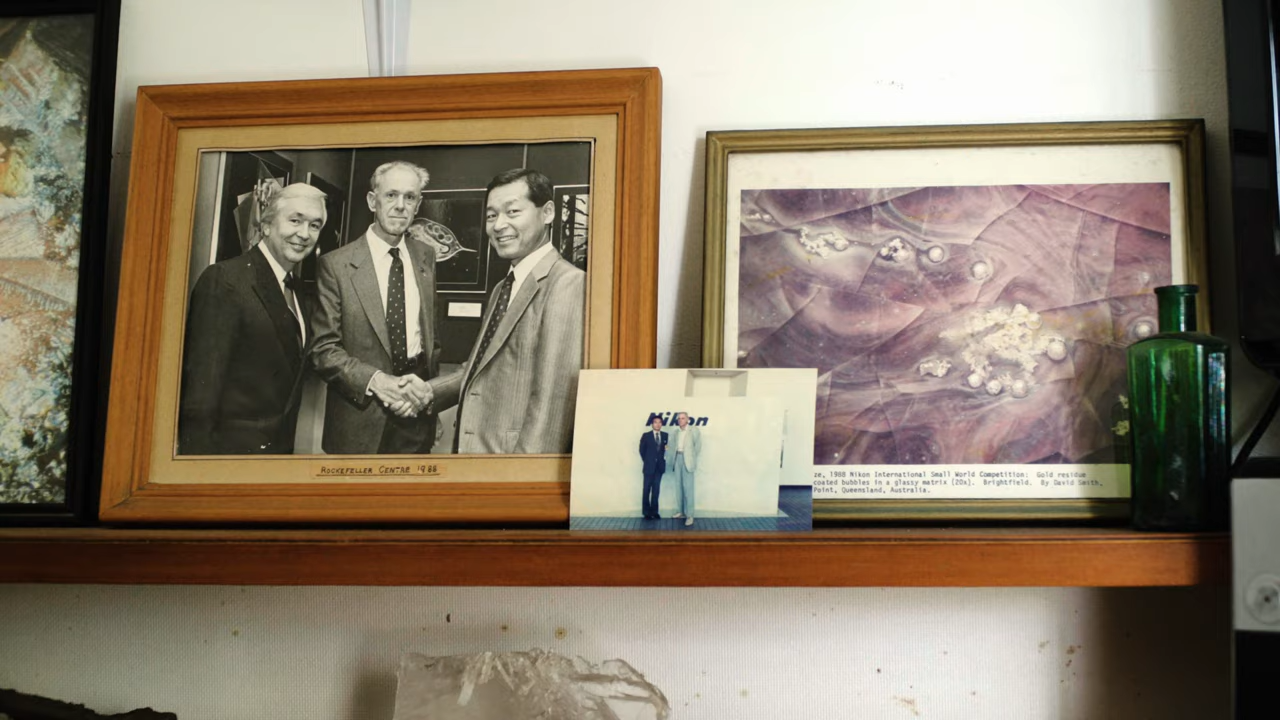 ROCKEFELLER CENTRE 1988
Nikon
ze, 1988 Nikon International Small World Competition: Gold residue
coated bubbles in a glassy matrix (20x). Brightfield. By David Smith,
Point, Queensland, Australia.